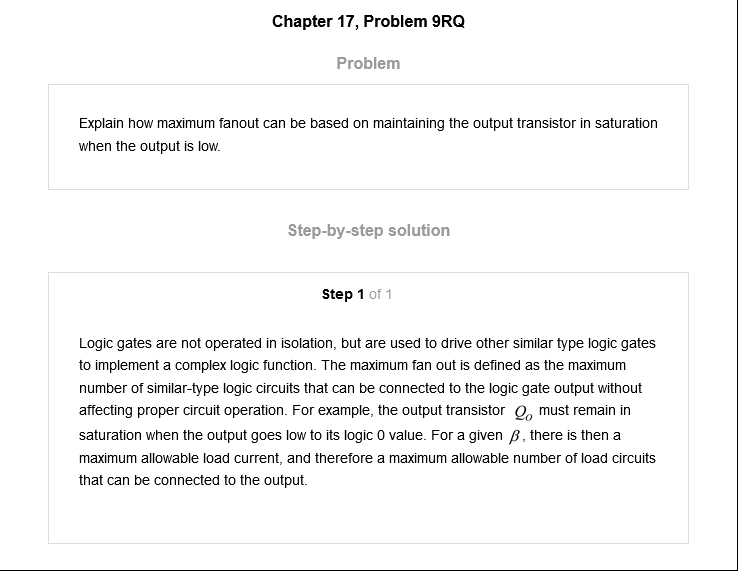 Chapter 17, Problem 9RQ
Problem
Explain how maximum fanout can be based on maintaining the output transistor in saturation
when the output is low.
Step-by-step solution
Step 1 of 1
Logic gates are not operated in isolation, but are used to drive other similar type logic gates
to implement a complex logic function. The maximum fan out is defined as the maximum
number of similar-type logic circuits that can be connected to the logic gate output without
affecting proper circuit operation. For example, the output transistor Qₒ must remain in
saturation when the output goes low to its logic 0 value. For a given β, there is then a
maximum allowable load current, and therefore a maximum allowable number of load circuits
that can be connected to the output.